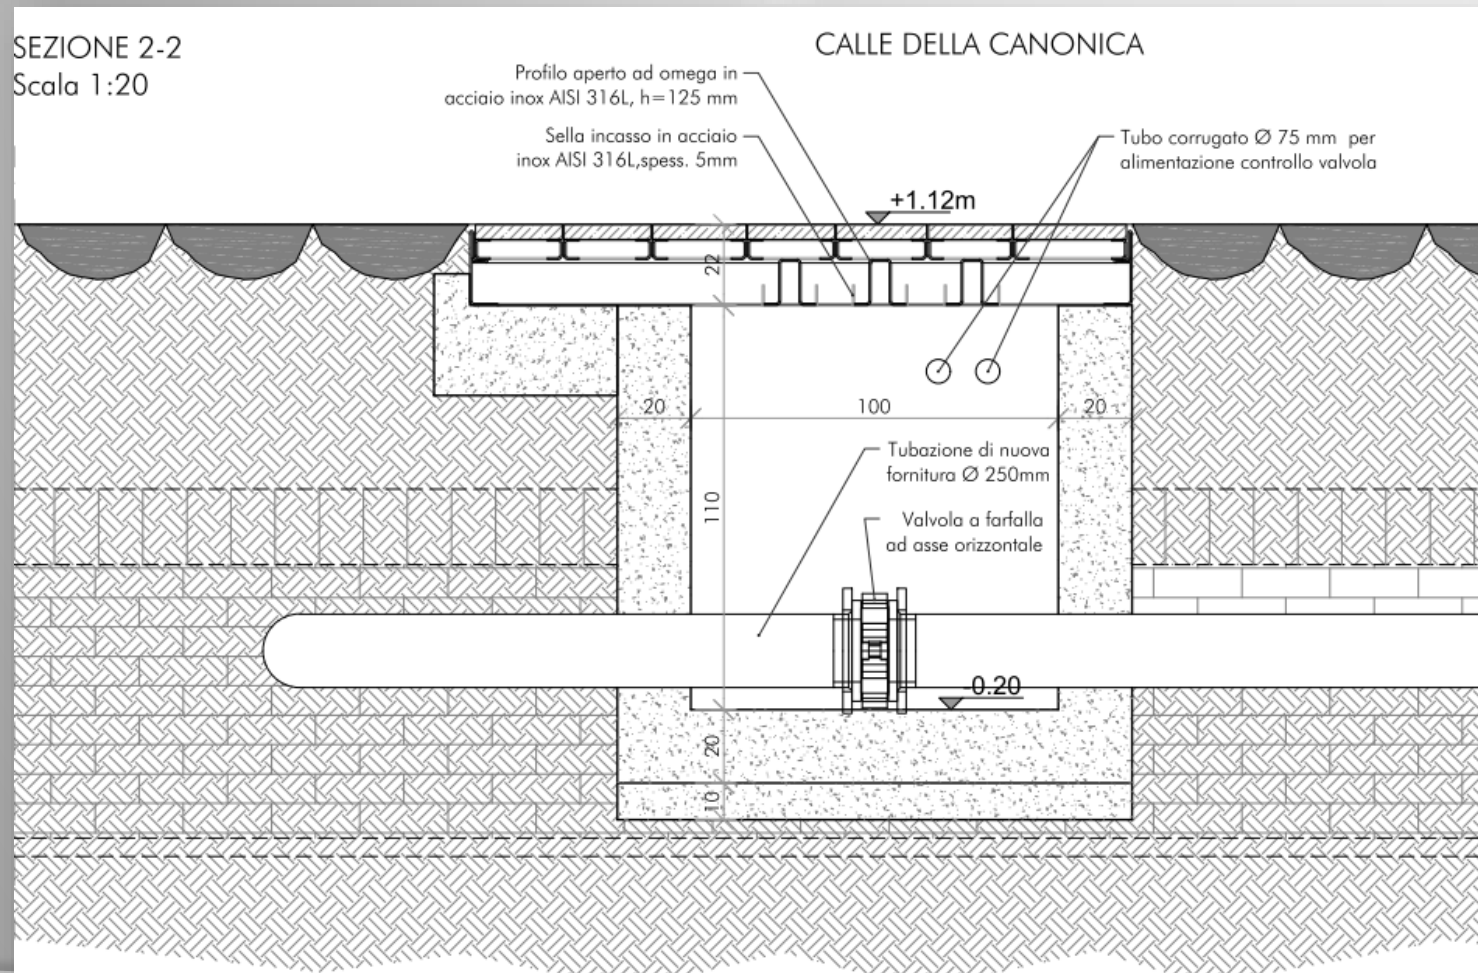 SEZIONE 2-2
Scala 1:20
CALLE DELLA CANONICA
Profilo aperto ad omega in
acciaio inox AISI 316L, h=125 mm
Sella incasso in acciaio
inox AISI 316L,spess. 5mm
Tubo corrugato Ø 75 mm per
alimentazione controllo valvola
+1.12m
22
20
100
20
Tubazione di nuova
fornitura Ø 250mm
110
Valvola a farfalla
ad asse orizzontale
-0.20
20
10